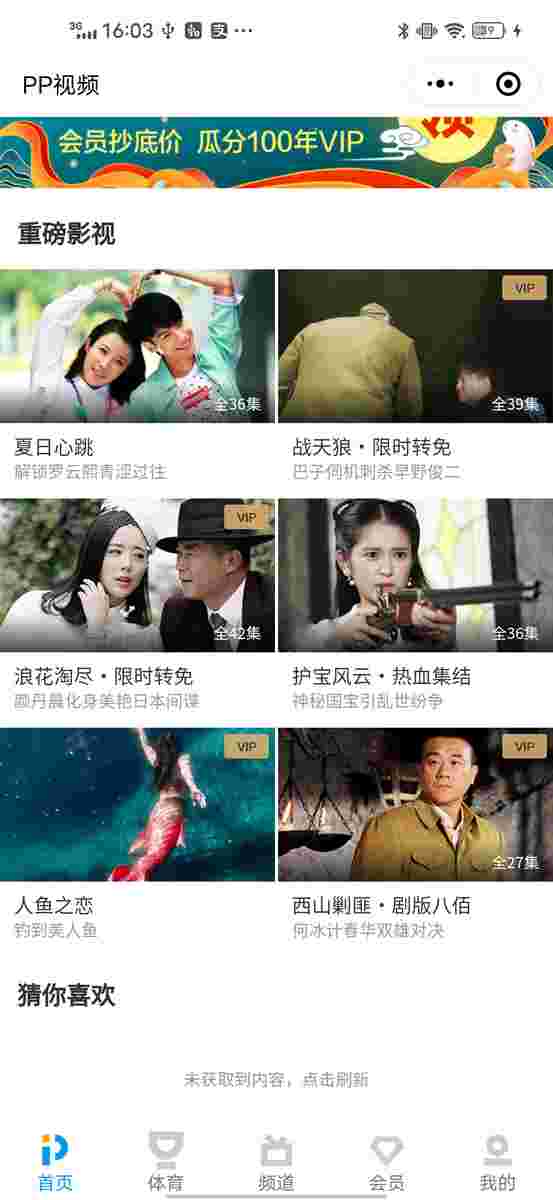 3G 16:03 支 ...
PP视频
会员抄底价 瓜分100年VIP
领
重磅影视
全36集
VIP
全39集
夏日心跳
战天狼·限时转免
解锁罗云熙青涩过往
巴子伺机刺杀早野俊二
VIP
全42集
全36集
浪花淘尽·限时转免
护宝风云·热血集结
颜丹晨化身美艳日本间谍
神秘国宝引乱世纷争
VIP
VIP
全27集
人鱼之恋
西山剿匪·剧版八佰
钓到美人鱼
何冰计春华双雄对决
猜你喜欢
未获取到内容，点击刷新
首页
体育
频道
会员
我的